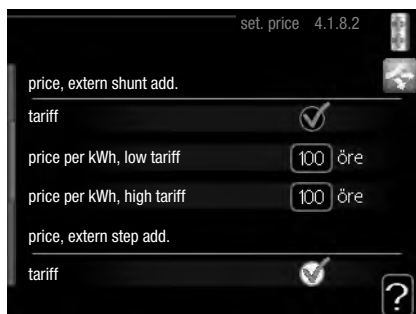 set. price 4.1.8.2
price, extern shunt add.
tariff
price per kWh, low tariff 100 öre
price per kWh, high tariff 100 öre
price, extern step add.
tariff
?